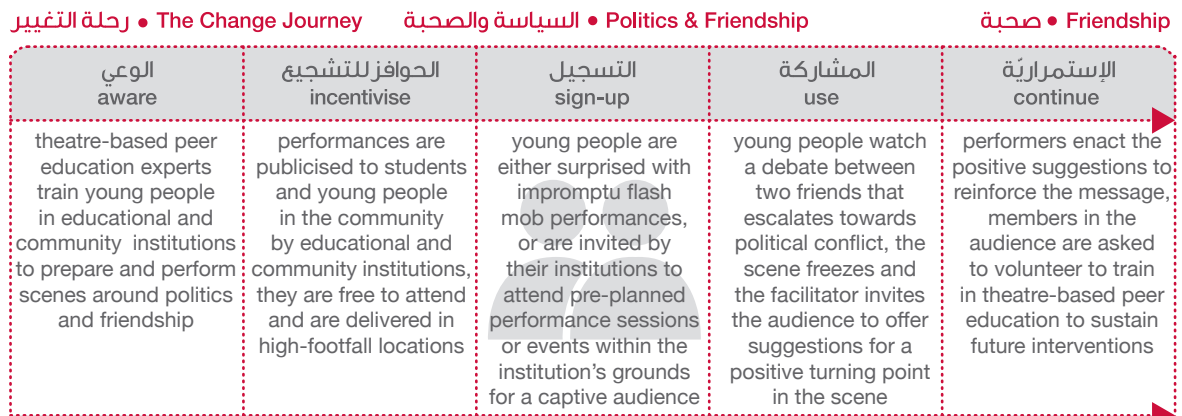 رحلة التغيير • The Change Journey السياسة والصحبة • Politics & Friendship صحبة • Friendship
الوعي
aware
theatre-based peer
education experts
train young people
in educational and
community institutions
to prepare and perform
scenes around politics
and friendship
الحوافز للتشجيع
incentivise
performances are
publicised to students
and young people
in the community
by educational and
community institutions,
they are free to attend
and are delivered in
high-footfall locations
التسجيل
sign-up
young people are
either surprised with
impromptu flash
mob performances,
or are invited by
their institutions to
attend pre-planned
performance sessions
or events within the
institution's grounds
for a captive audience
المشاركة
use
young people watch
a debate between
two friends that
escalates towards
political conflict, the
scene freezes and
the facilitator invites
the audience to offer
suggestions for a
positive turning point
in the scene
الإستمراريّة
continue
performers enact the
positive suggestions to
reinforce the message,
members in the
audience are asked
to volunteer to train
in theatre-based peer
education to sustain
future interventions